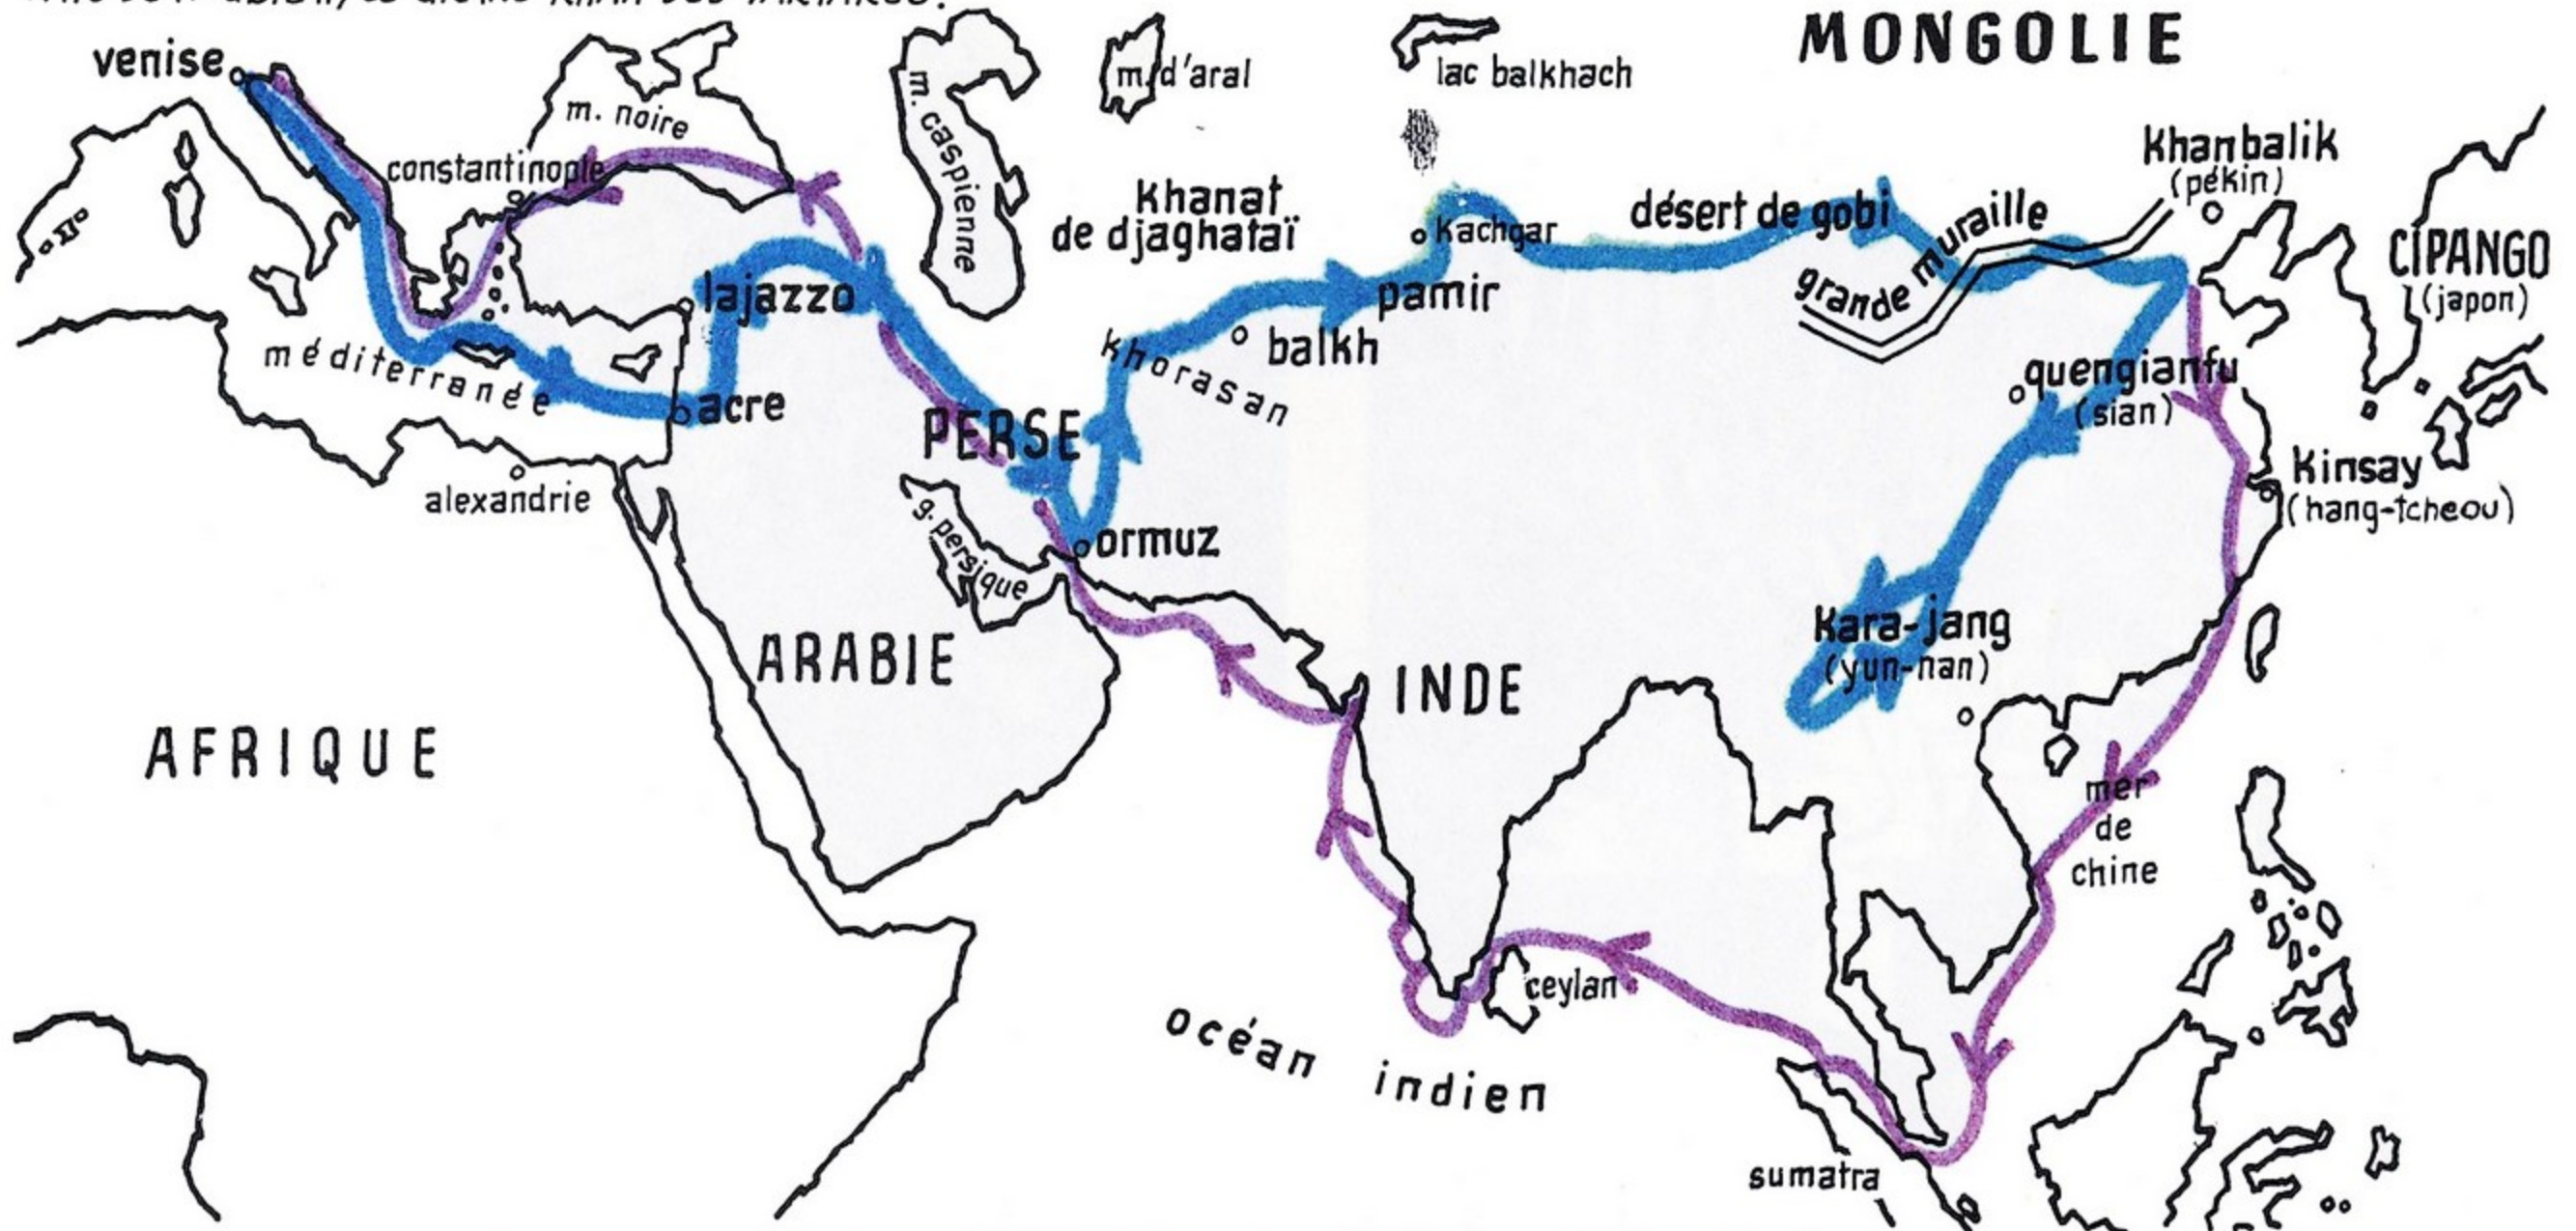 MONGOLIE
venise
m. noire
m. caspienne
m. d'aral
lac balkhach
Khanbalik
(pékin)
constantinople
Khanat
de djaghataï
Kachgar
désert de gobi
grande muraille
CIPANGO
(japon)
lajazzo
pamir
balkh
khorasan
méditerranée
acre
PERSE
quengianfu
(sian)
Kinsay
(hang-tcheou)
alexandrie
g. persique
ormuz
Kara-jang
(yun-nan)
ARABIE
INDE
AFRIQUE
mer
de
chine
ceylan
océan indien
sumatra